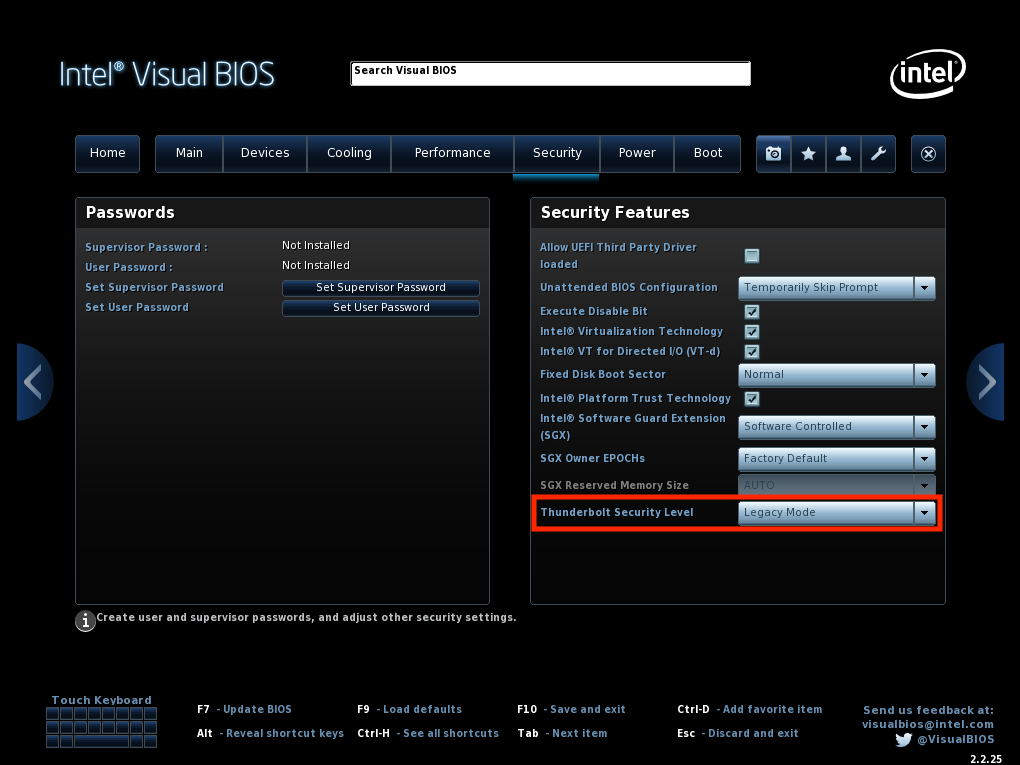 Intel® Visual BIOS
Search Visual BIOS
intel®
Home Main Devices Cooling Performance Security Power Boot
Passwords
Supervisor Password : Not Installed
User Password : Not Installed
Set Supervisor Password Set Supervisor Password
Set User Password Set User Password
Security Features
Allow UEFI Third Party Driver
loaded
Unattended BIOS Configuration Temporarily Skip Prompt
Execute Disable Bit
Intel® Virtualization Technology
Intel® VT for Directed I/O (VT-d)
Fixed Disk Boot Sector Normal
Intel® Platform Trust Technology
Intel® Software Guard Extension
(SGX) Software Controlled
SGX Owner EPOCHs Factory Default
SGX Reserved Memory Size AUTO
Thunderbolt Security Level Legacy Mode
i Create user and supervisor passwords, and adjust other security settings.
Touch Keyboard
F7 - Update BIOS F9 - Load defaults F10 - Save and exit Ctrl-D - Add favorite item
Alt - Reveal shortcut keys Ctrl-H - See all shortcuts Tab - Next item Esc - Discard and exit
Send us feedback at:
visualbios@intel.com
@VisualBIOS
2.2.25